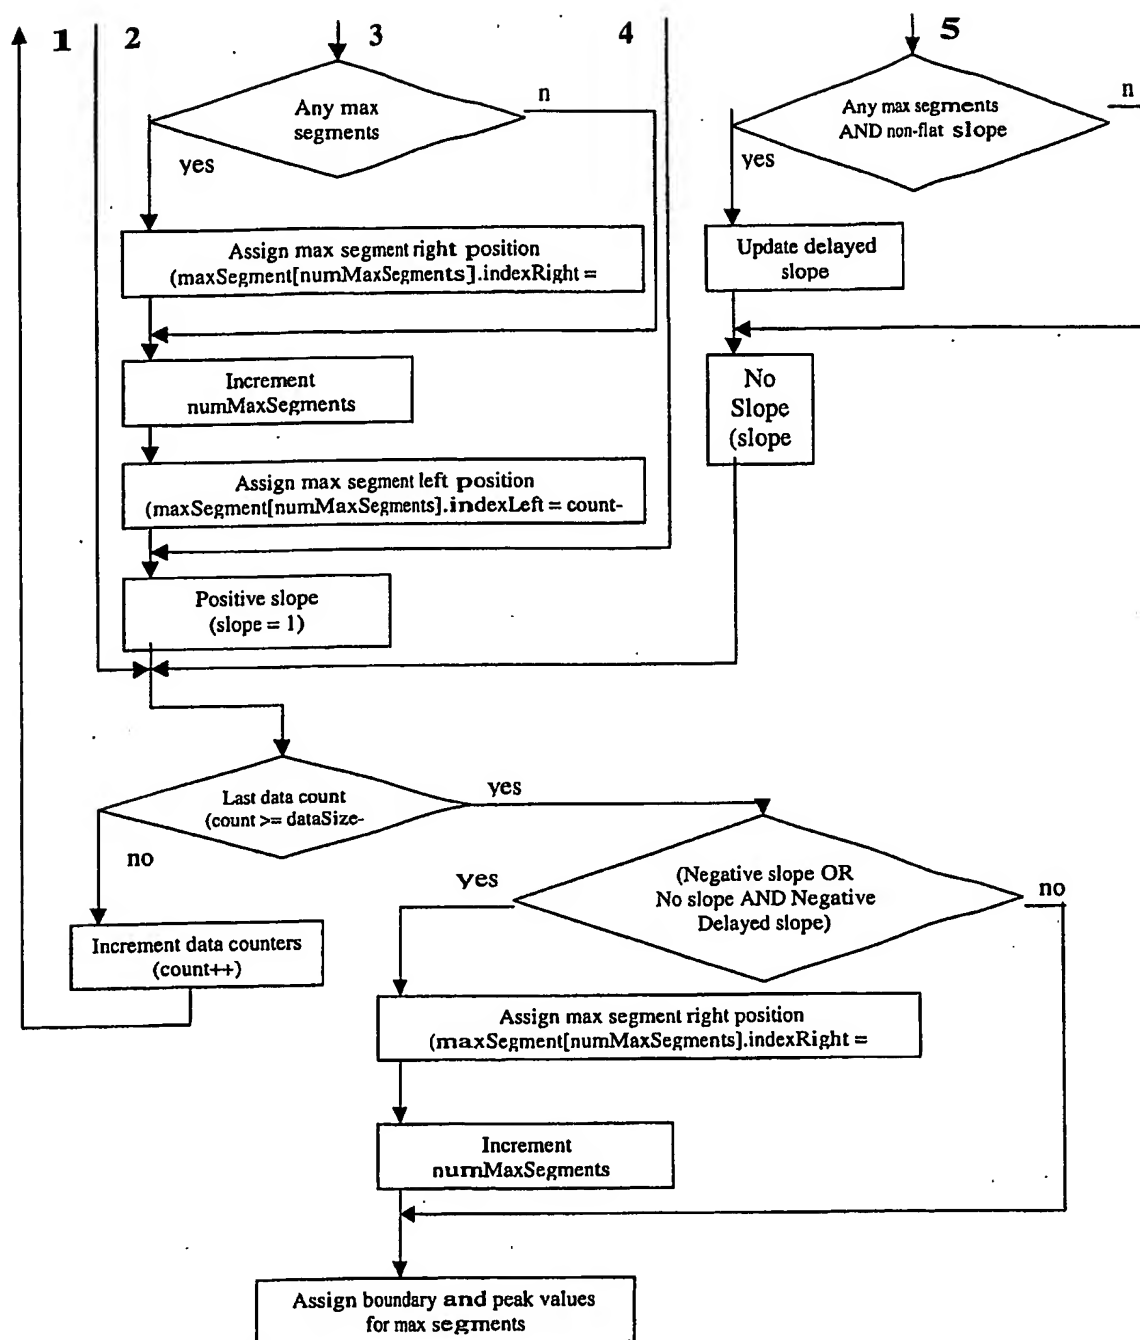 1 2 3 4 5
Any max
segments
n
yes
Any max segments
AND non-flat slope
n
yes
Assign max segment right position
(maxSegment[numMaxSegments].indexRight =
Update delayed
slope
Increment
numMaxSegments
No
Slope
(slope
Assign max segment left position
(maxSegment[numMaxSegments].indexLeft = count-
Positive slope
(slope = 1)
Last data count
(count >= dataSize-
yes
no
(Negative slope OR
No slope AND Negative
Delayed slope)
yes
no
Increment data counters
(count++)
Assign max segment right position
(maxSegment[numMaxSegments].indexRight =
Increment
numMaxSegments
Assign boundary and peak values
for max segments